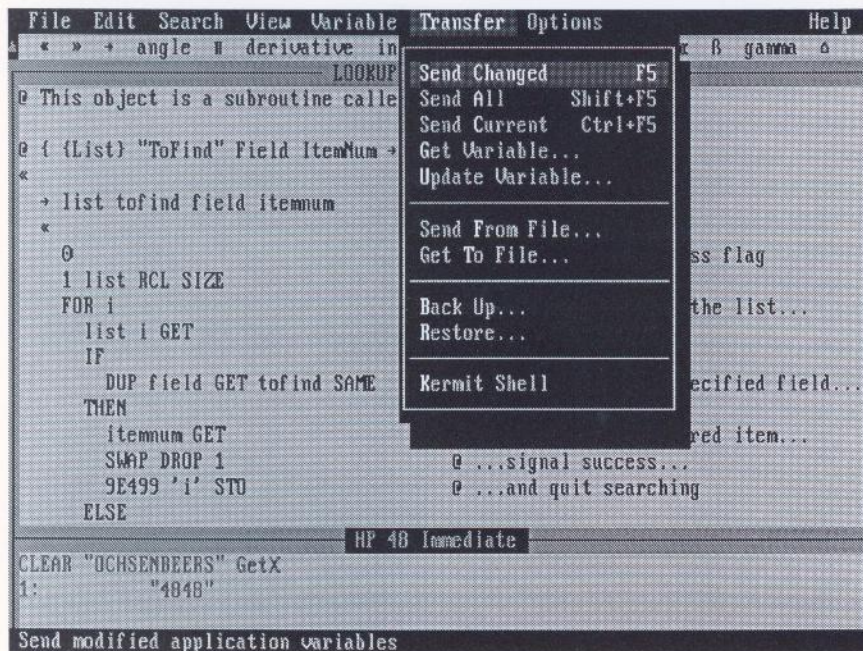 File Edit Search View Variable Transfer Options Help
« » → angle derivative in α ß gamma
LOOKUP
@ This object is a subroutine calle
@ { {List} "ToFind" Field ItemNum →
«
→ list tofind field itemnum
«
0
1 list RCL SIZE
FOR i
list i GET
IF
DUP field GET tofind SAME
THEN
itemnum GET
SWAP DROP 1
9E499 'i' STO
ELSE
Send Changed F5
Send All Shift+F5
Send Current Ctrl+F5
Get Variable...
Update Variable...
Send From File...
Get To File...
Back Up...
Restore...
Kermit Shell
ss flag
the list...
ecified field...
red item...
@ ...signal success...
@ ...and quit searching
HP 48 Immediate
CLEAR "OCHSENBEERS" GetX
1: "4848"
Send modified application variables